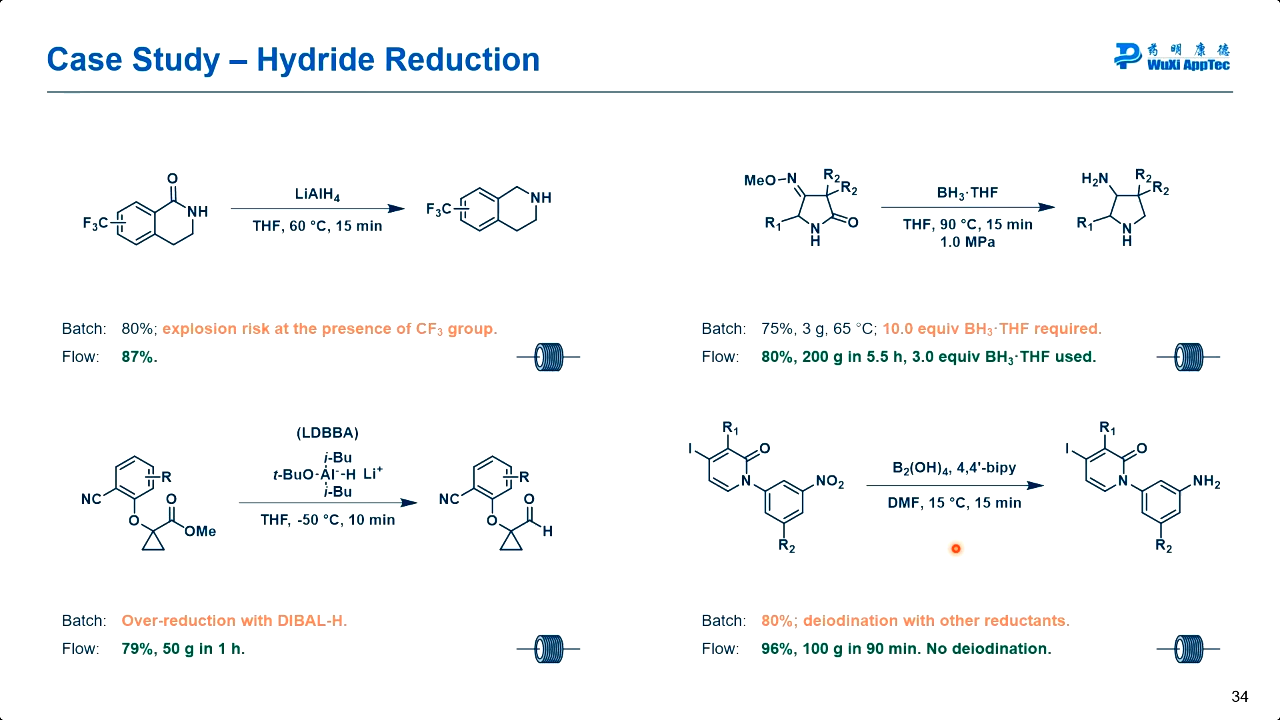 Case Study – Hydride Reduction
药 明 康 德
WuXi AppTec
O
NH
F₃C
LiAlH₄
THF, 60 °C, 15 min
F₃C
NH
Batch: 80%; explosion risk at the presence of CF₃ group.
Flow: 87%.
MeO
N
R₂
R₂
R₁
N
H
O
BH₃·THF
THF, 90 °C, 15 min
1.0 MPa
H₂N
R₂
R₂
R₁
N
H
Batch: 75%, 3 g, 65 °C; 10.0 equiv BH₃·THF required.
Flow: 80%, 200 g in 5.5 h, 3.0 equiv BH₃·THF used.
R
NC
O
O
OMe
(LDBBA)
i-Bu
t-BuO-Al⁻-H Li⁺
i-Bu
THF, -50 °C, 10 min
R
NC
O
O
H
Batch: Over-reduction with DIBAL-H.
Flow: 79%, 50 g in 1 h.
R₁
I
O
N
NO₂
R₂
B₂(OH)₄, 4,4'-bipy
DMF, 15 °C, 15 min
R₁
I
O
N
NH₂
R₂
Batch: 80%; deiodination with other reductants.
Flow: 96%, 100 g in 90 min. No deiodination.
34